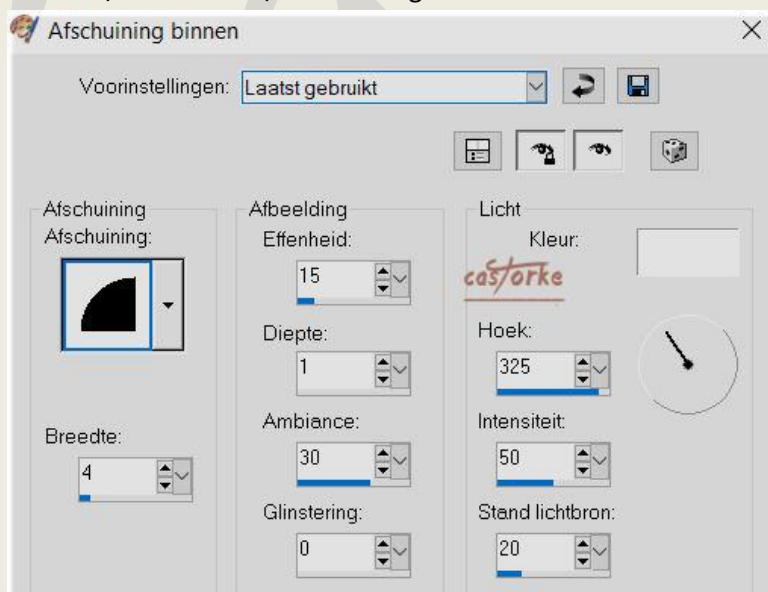 Afschuining binnen
Voorinstellingen: Laatst gebruikt
Afschuining
Afschuining:
Breedte:
4
Afbeelding
Effenheid:
15
Diepte:
1
Ambiance:
30
Glinstering:
0
Licht
Kleur:
castorke
Hoek:
325
Intensiteit:
50
Stand lichtbron:
20